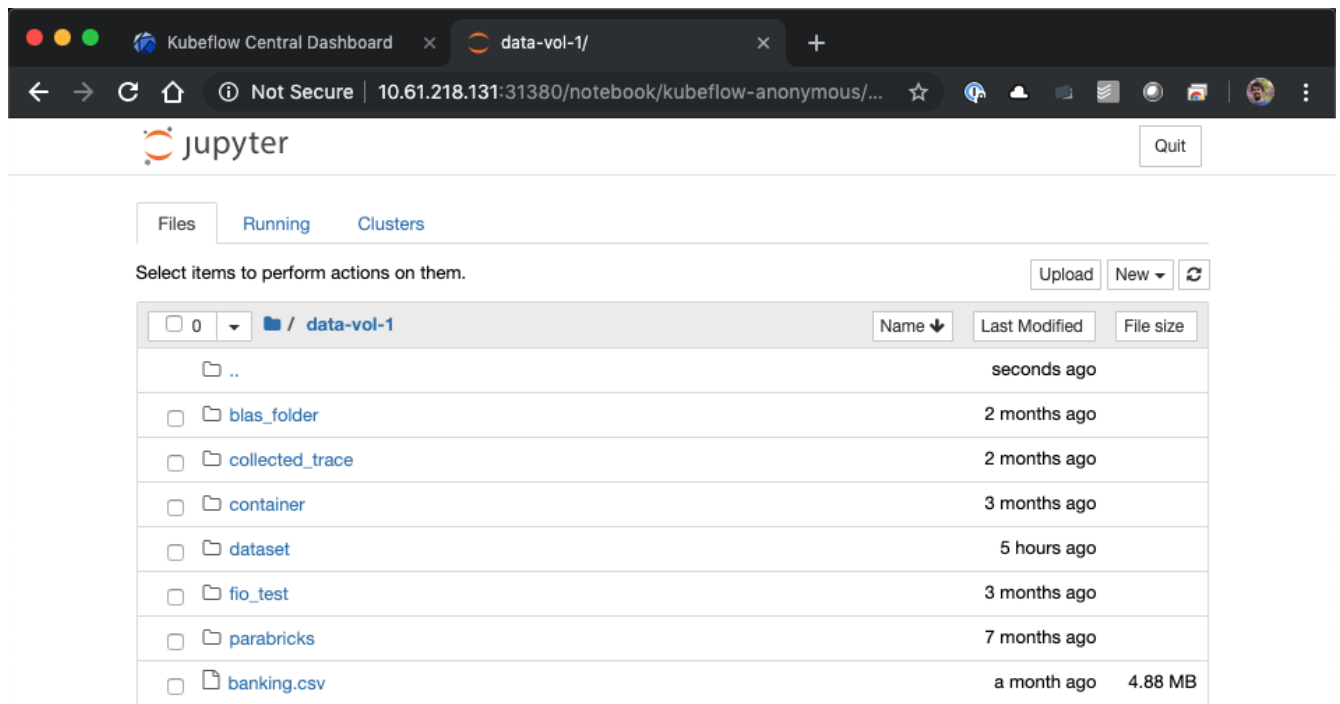 Kubeflow Central Dashboard
data-vol-1/
Not Secure | 10.61.218.131:31380/notebook/kubeflow-anonymous/...
jupyter
Quit
Files Running Clusters
Select items to perform actions on them.
Upload New
0 / data-vol-1 Name Last Modified File size
.. seconds ago
blas_folder 2 months ago
collected_trace 2 months ago
container 3 months ago
dataset 5 hours ago
fio_test 3 months ago
parabricks 7 months ago
banking.csv a month ago 4.88 MB